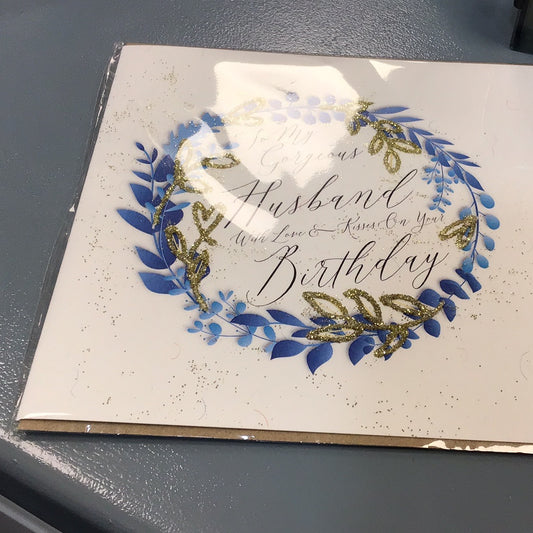 To My
Gorgeous
Husband
With Love & Kisses On Your
Birthday